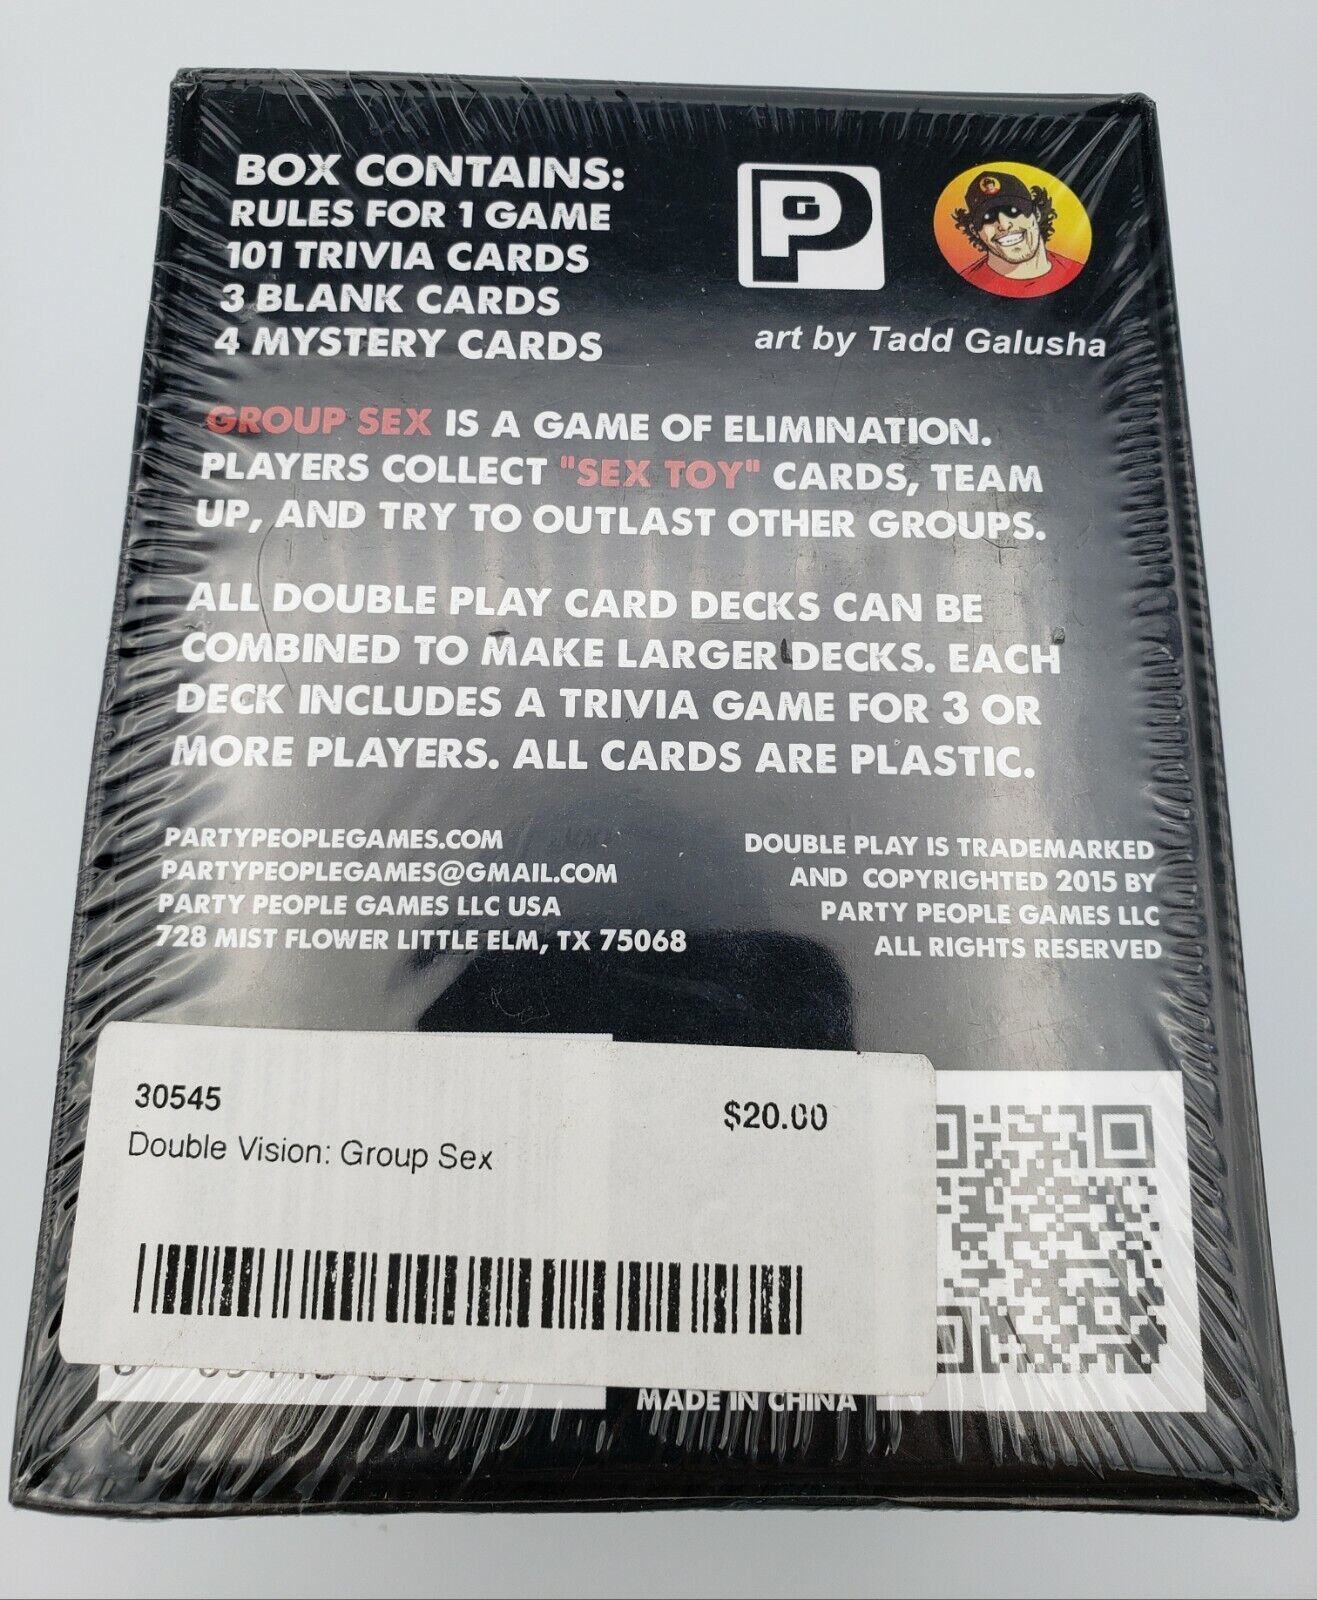 BOX CONTAINS:
RULES FOR 1 GAME
101 TRIVIA CARDS
3 BLANK CARDS
4 MYSTERY CARDS
PG
art by Tadd Galusha
GROUP SEX IS A GAME OF ELIMINATION.
PLAYERS COLLECT "SEX TOY" CARDS, TEAM
UP, AND TRY TO OUTLAST OTHER GROUPS.
ALL DOUBLE PLAY CARD DECKS CAN BE
COMBINED TO MAKE LARGER DECKS. EACH
DECK INCLUDES A TRIVIA GAME FOR 3 OR
MORE PLAYERS. ALL CARDS ARE PLASTIC.
PARTYPEOPLEGAMES.COM
PARTYPEOPLEGAMES@GMAIL.COM
PARTY PEOPLE GAMES LLC USA
728 MIST FLOWER LITTLE ELM, TX 75068
DOUBLE PLAY IS TRADEMARKED
AND COPYRIGHTED 2015 BY
PARTY PEOPLE GAMES LLC
ALL RIGHTS RESERVED
30545
$20.00
Double Vision: Group Sex
MADE IN CHINA